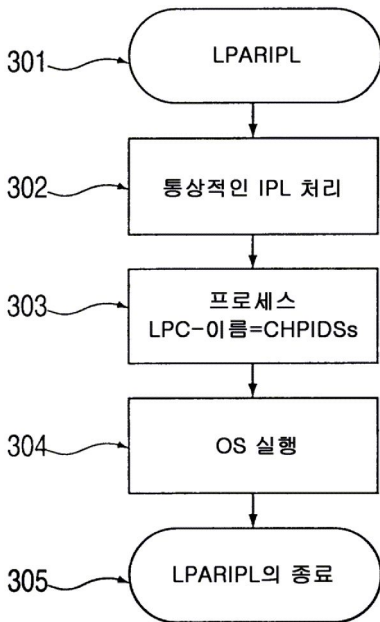 301
LPARIPL
302
통상적인 IPL 처리
303
프로세스
LPC-이름=CHPIDSs
304
OS 실행
305
LPARIPL의 종료